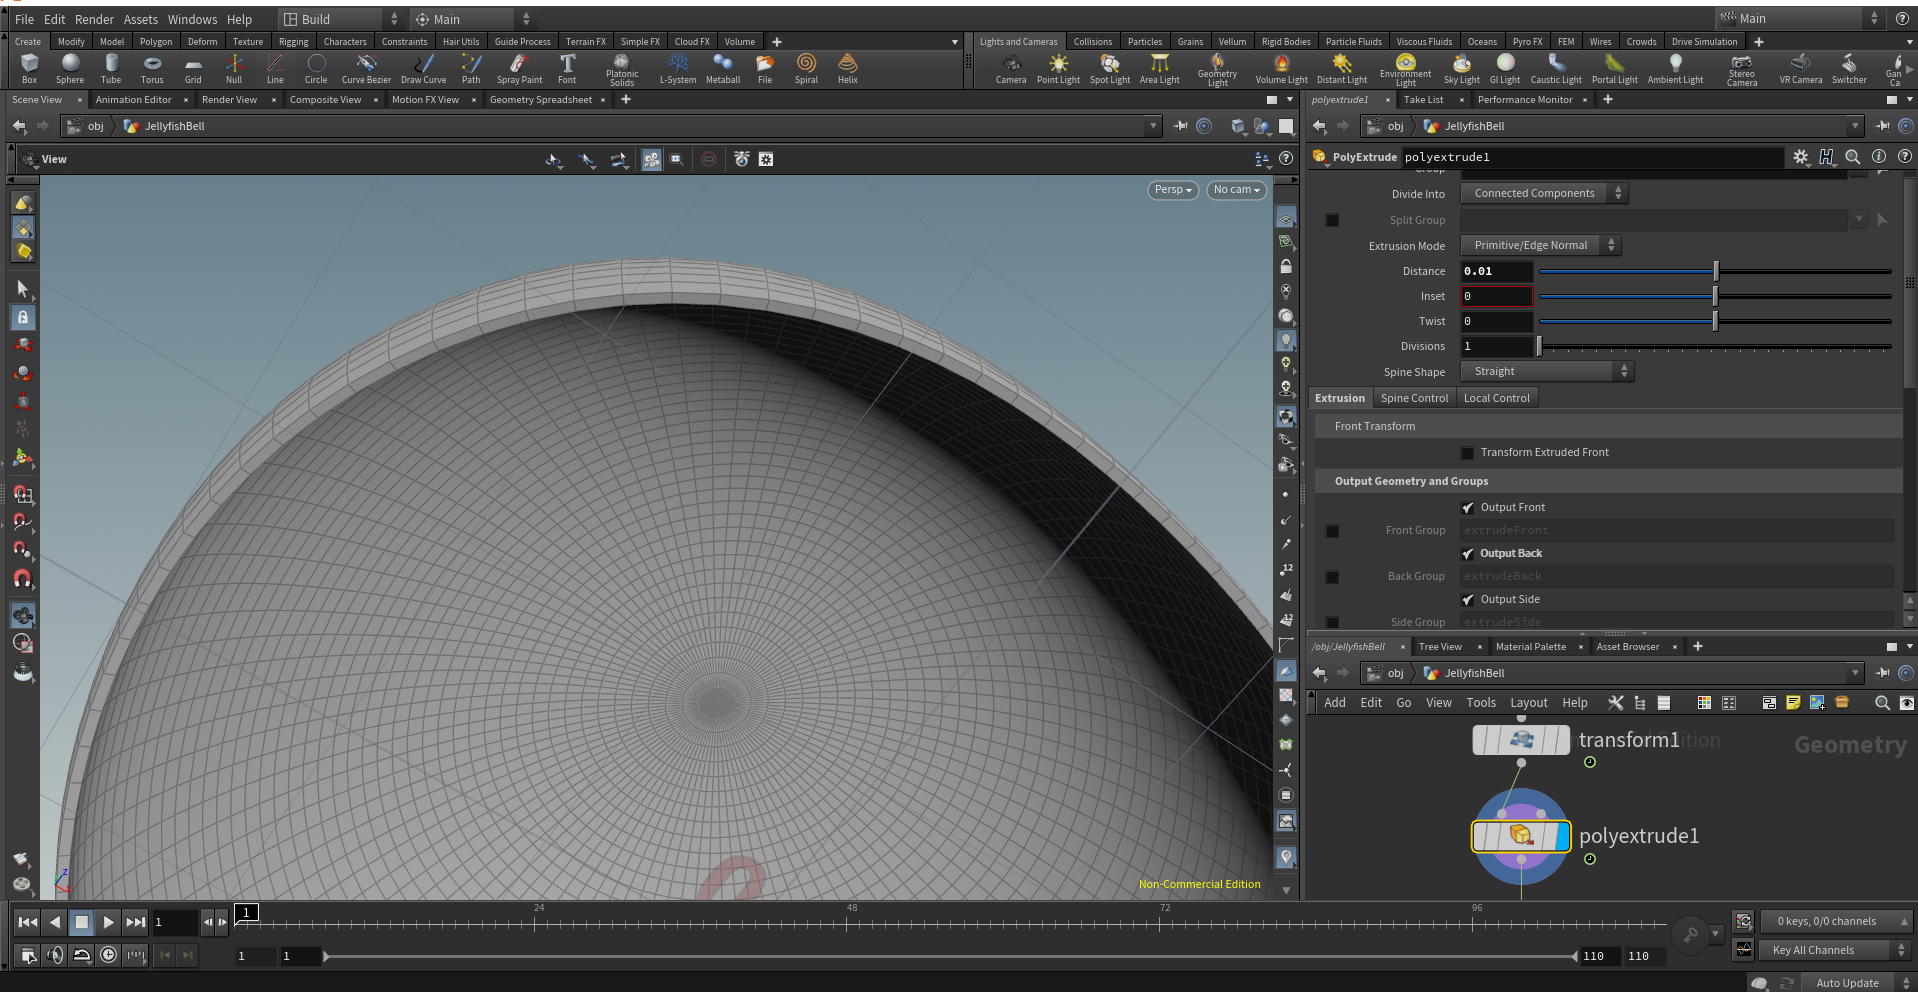 File Edit Render Assets Windows Help Build Main Main
Create Modify Model Polygon Deform Texture Rigging Characters Constraints Hair Utils Guide Process Terrain FX Simple FX Cloud FX Volume
Lights and Cameras Collisions Particles Grains Vellum Rigid Bodies Particle Fluids Viscous Fluids Oceans Pyro FX FEM Wires Crowds Drive Simulation
Box Sphere Tube Torus Grid Null Line Circle Curve Bezier Draw Curve Path Spray Paint Font Platonic Solids L-System Metaball File Spiral Helix
Camera Point Light Spot Light Area Light Geometry Light Volume Light Distant Light Environment Light Sky Light GI Light Caustic Light Portal Light Ambient Light Stereo Camera VR Camera Switcher Gan Ca
Scene View Animation Editor Render View Composite View Motion FX View Geometry Spreadsheet
polyextrude1 Take List Performance Monitor
obj JellyfishBell
obj JellyfishBell
View
PolyExtrude polyextrude1
Persp No cam
Divide Into Connected Components
Split Group
Extrusion Mode Primitive/Edge Normal
Distance 0.01
Inset 0
Twist 0
Divisions 1
Spine Shape Straight
Extrusion Spine Control Local Control
Front Transform
Transform Extruded Front
Output Geometry and Groups
Output Front
Front Group extrudeFront
Output Back
Back Group extrudeBack
Output Side
Side Group extrudeSide
12
12
/obj/JellyfishBell Tree View Material Palette Asset Browser
obj JellyfishBell
Add Edit Go View Tools Layout Help
transform1
Geometry
polyextrude1
z
Non-Commercial Edition
1 1 24 48 72 96
0 keys, 0/0 channels
1 1 110 110
Key All Channels
Auto Update